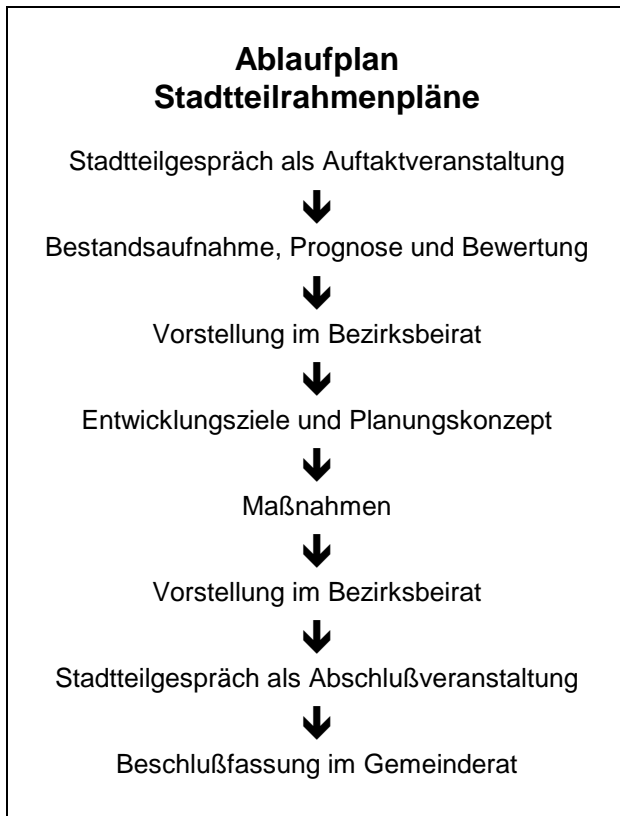 Ablaufplan
Stadtteilrahmenpläne
Stadtteilgespräch als Auftaktveranstaltung
Bestandsaufnahme, Prognose und Bewertung
Vorstellung im Bezirksbeirat
Entwicklungsziele und Planungskonzept
Maßnahmen
Vorstellung im Bezirksbeirat
Stadtteilgespräch als Abschlußveranstaltung
Beschlußfassung im Gemeinderat